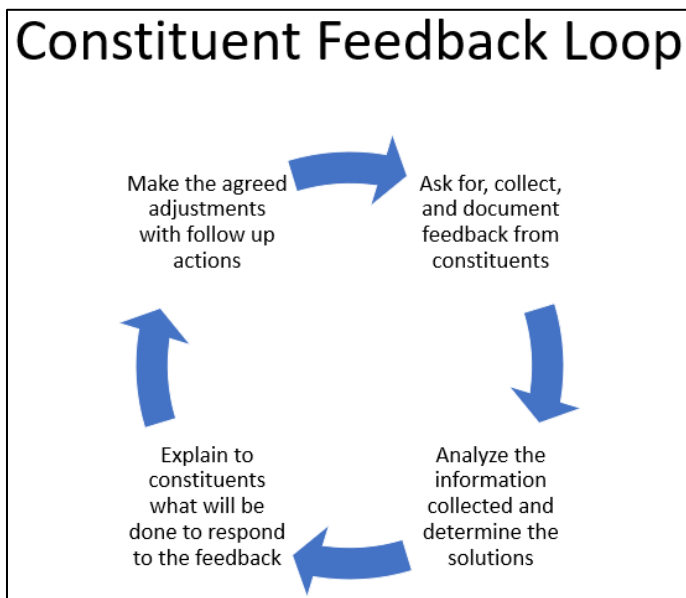 Constituent Feedback Loop
Make the agreed
adjustments
with follow up
actions
Ask for, collect,
and document
feedback from
constituents
Explain to
constituents
what will be
done to respond
to the feedback
Analyze the
information
collected and
determine the
solutions